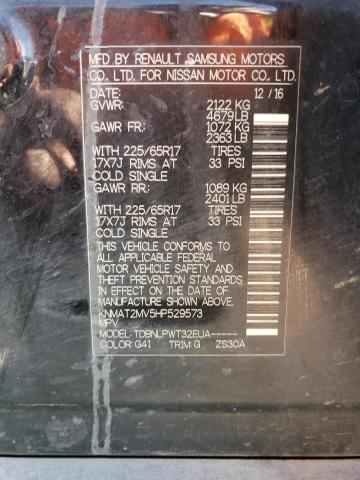 MFD BY RENAULT SAMSUNG MOTORS
CO., LTD. FOR NISSAN MOTOR CO., LTD.
DATE: 12 / 16
GVWR: 2122 KG
4679 LB
GAWR FR: 1072 KG
2363 LB
WITH 225/65R17 TIRES
17X7J RIMS AT 33 PSI
COLD SINGLE
GAWR RR: 1089 KG
2401 LB
WITH 225/65R17 TIRES
17X7J RIMS AT 33 PSI
COLD SINGLE
THIS VEHICLE CONFORMS TO
ALL APPLICABLE FEDERAL
MOTOR VEHICLE SAFETY
AND THEFT PREVENTION
STANDARDS IN EFFECT ON
THE DATE OF MANUFACTURE
SHOWN ABOVE.
KNMAT2MV5HP529573
MPV
MODEL: TDBNLPWT32EUA-----
COLOR: G41 TRIM: G ZS30A